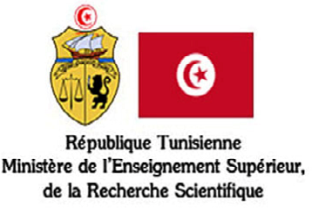 République Tunisienne
Ministère de l'Enseignement Supérieur,
de la Recherche Scientifique